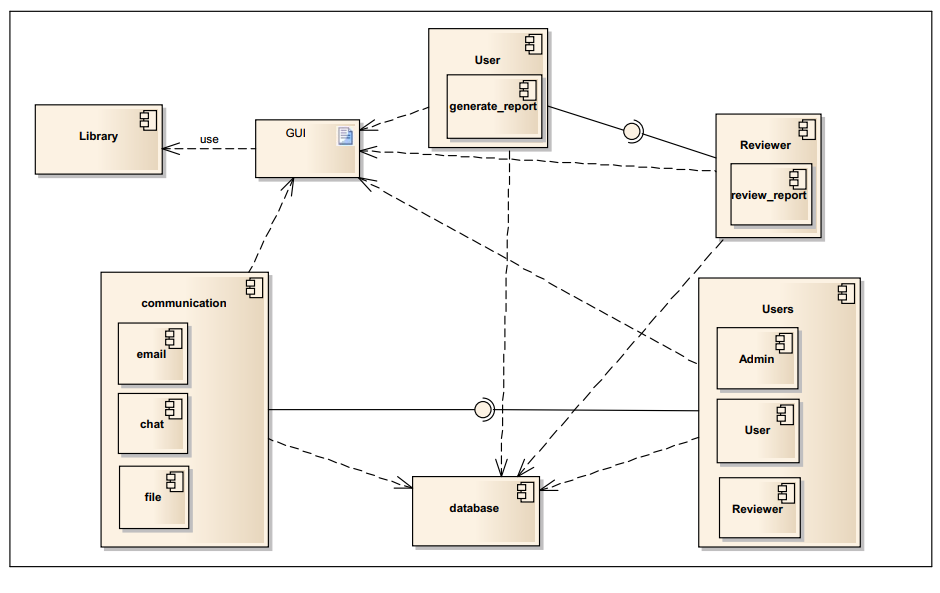 User
generate_report
Library
use
GUI
Reviewer
review_report
communication
email
chat
file
Users
Admin
User
Reviewer
database